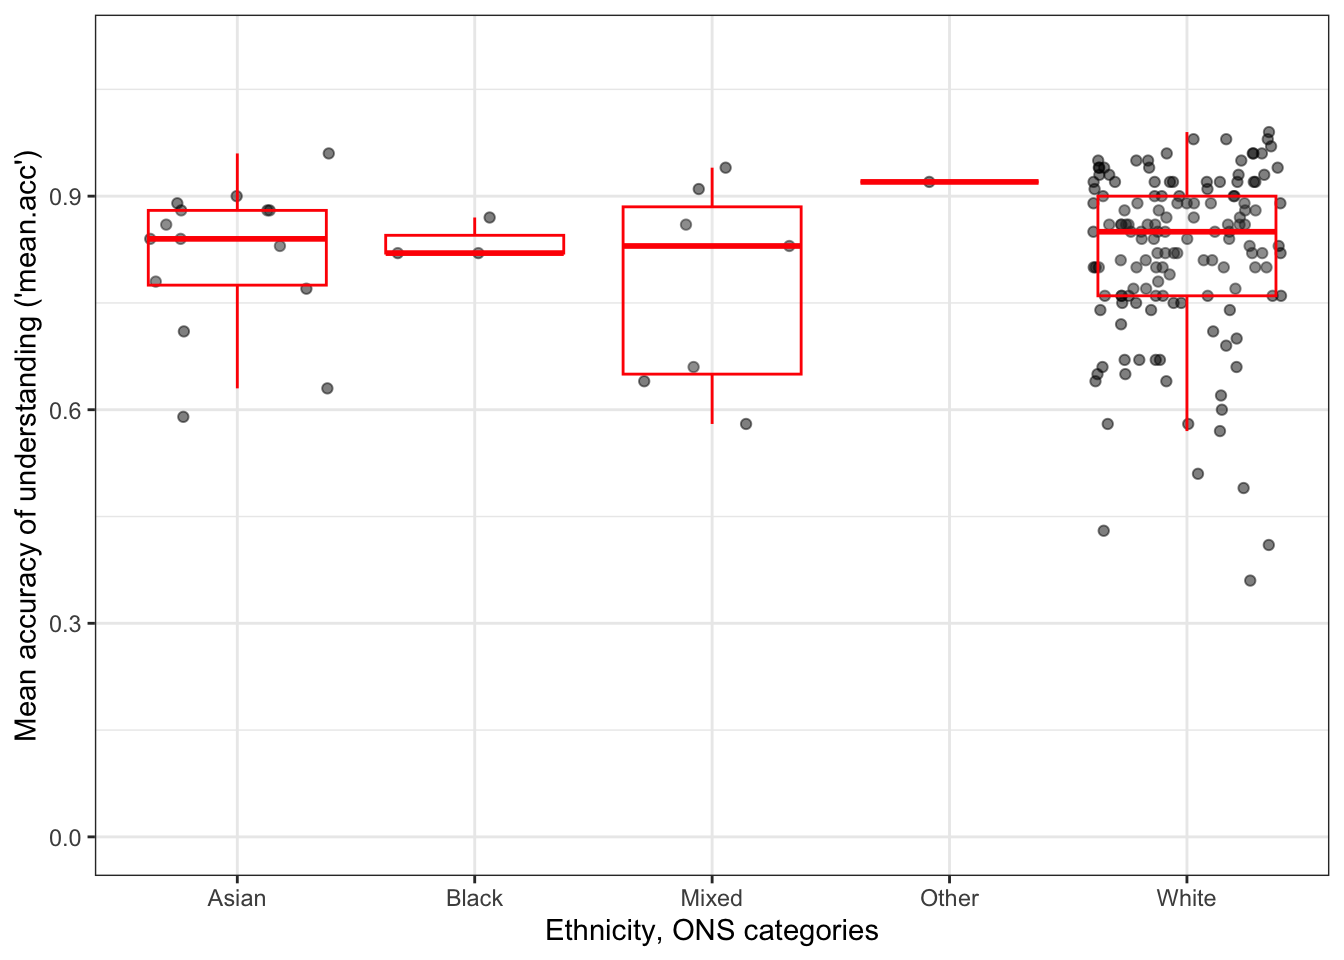 Mean accuracy of understanding ('mean.acc')
0.9
0.6
0.3
0.0
Asian Black Mixed Other White
Ethnicity, ONS categories